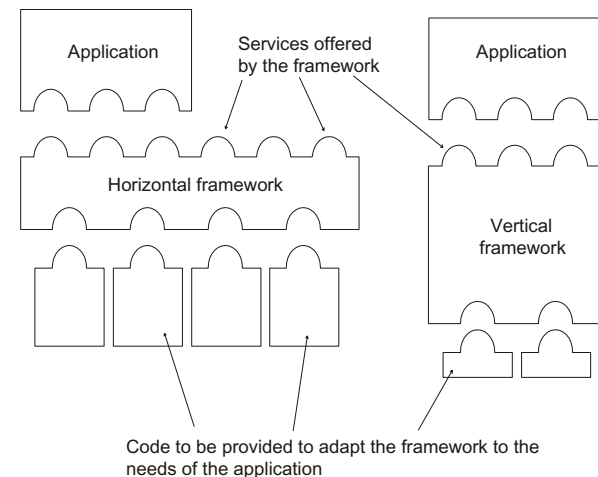 Application
Services offered
by the framework
Application
Horizontal framework
Vertical
framework
Code to be provided to adapt the framework to the
needs of the application